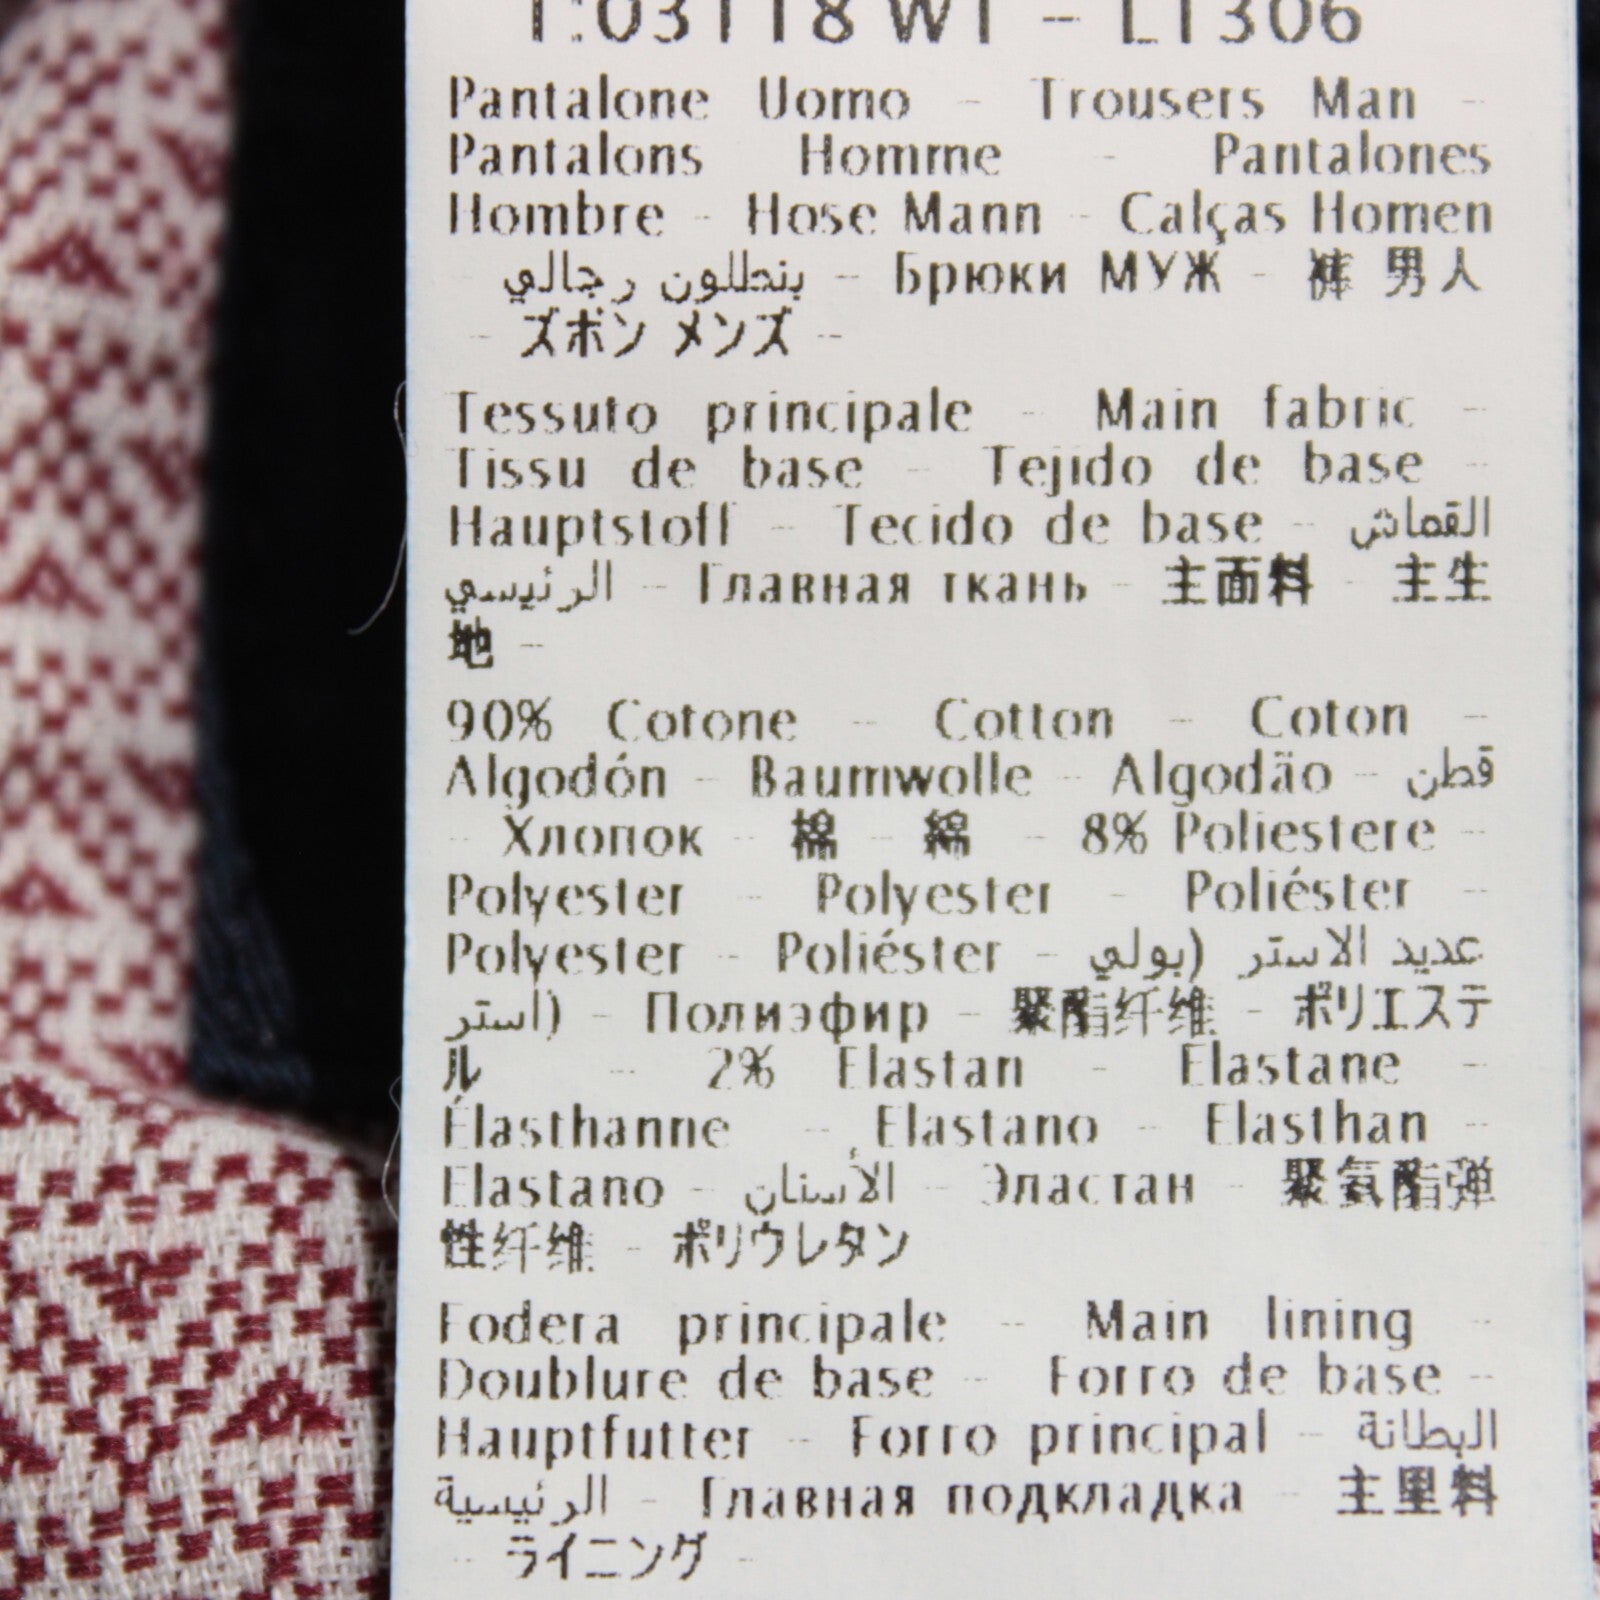 T:03118 WT - LT306
Pantalone Uomo - Trousers Man -
Pantalons Homme - Pantalones
Hombre - Hose Mann - Calças Homen
- بنطلون رجالي - Брюки МУЖ - 裤 男人
- ズボン メンズ -
Tessuto principale - Main fabric -
Tissu de base - Tejido de base -
Hauptstoff - Tecido de base - القماش
الرئيسي - Главная ткань - 主面料 - 主生
地 -
90% Cotone - Cotton - Coton -
Algodón - Baumwolle - Algodão - قطن
- Хлопок - 棉 - 綿 - 8% Poliestere -
Polyester - Polyester - Poliéster -
Polyester - Poliéster - عديد الاستر (بولي
استر) - Полиэфир - 聚酯纤维 - ポリエステ
ル - 2% Elastan - Elastane -
Élasthanne - Elastano - Elasthan -
Elastano - الأستان - Эластан - 聚氨酯弹
性纤维 - ポリウレタン
Fodera principale - Main lining -
Doublure de base - Forro de base -
Hauptfutter - Forro principal - البطانة
الرئيسية - Главная подкладка - 主里料
- ライニング -